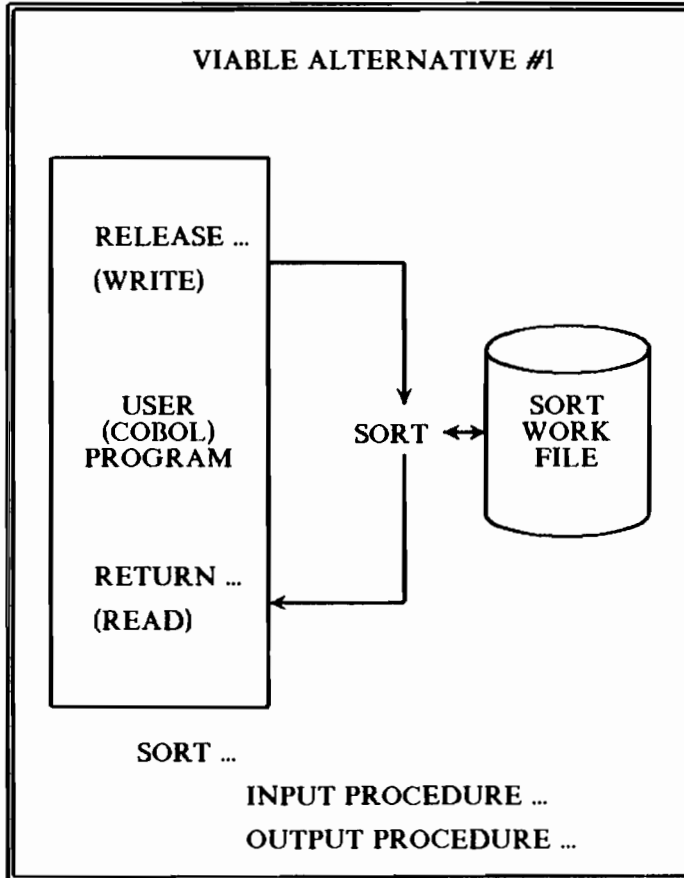 VIABLE ALTERNATIVE #1
RELEASE ...
(WRITE)
USER
(COBOL)
PROGRAM
SORT
SORT
WORK
FILE
RETURN ...
(READ)
SORT ...
INPUT PROCEDURE ...
OUTPUT PROCEDURE ...